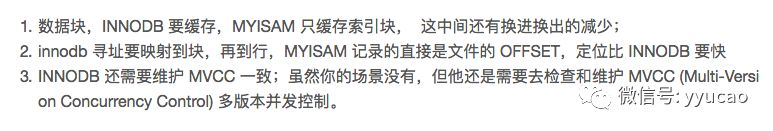 1. 数据块，INNODB 要缓存，MYISAM 只缓存索引块， 这中间还有换进换出的减少；
2. innodb 寻址要映射到块，再到行，MYISAM 记录的直接是文件的 OFFSET，定位比 INNODB 要快
3. INNODB 还需要维护 MVCC 一致；虽然你的场景没有，但他还是需要去检查和维护 MVCC (Multi-Versi
on Concurrency Control) 多版本并发控制。
微信号: yyucao